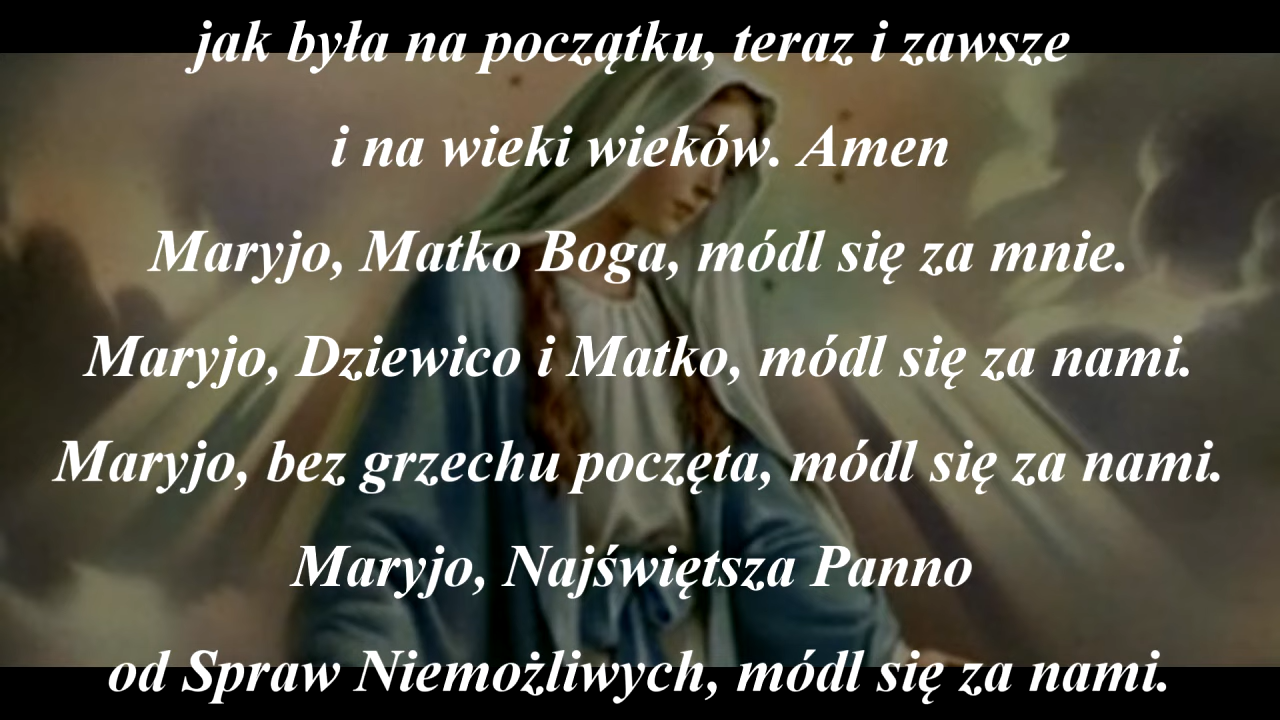 jak była na początku, teraz i zawsze
i na wieki wieków. Amen
Maryjo, Matko Boga, módl się za mnie.
Maryjo, Dziewico i Matko, módl się za nami.
Maryjo, bez grzechu poczęta, módl się za nami.
Maryjo, Najświętsza Panno
od Spraw Niemożliwych, módl się za nami.